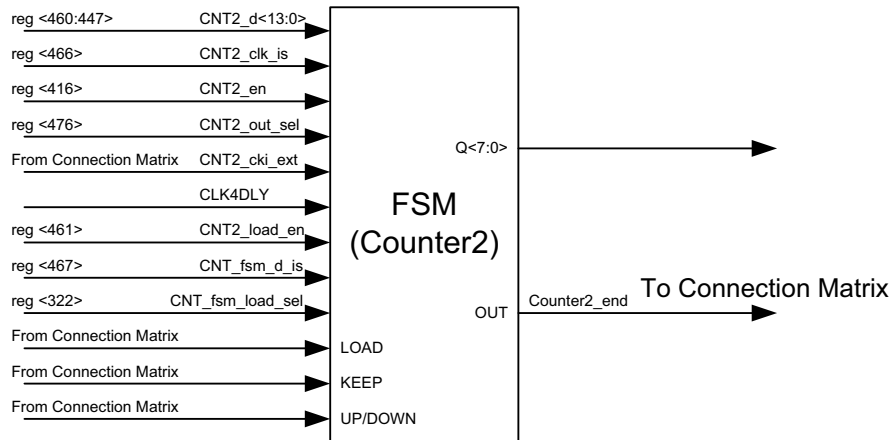 reg <460:447> CNT2_d<13:0>
reg <466> CNT2_clk_is
reg <416> CNT2_en
reg <476> CNT2_out_sel
From Connection Matrix CNT2_cki_ext
CLK4DLY
reg <461> CNT2_load_en
reg <467> CNT_fsm_d_is
reg <322> CNT_fsm_load_sel
From Connection Matrix LOAD
From Connection Matrix KEEP
From Connection Matrix UP/DOWN
FSM
(Counter2)
Q<7:0>
OUT Counter2_end To Connection Matrix